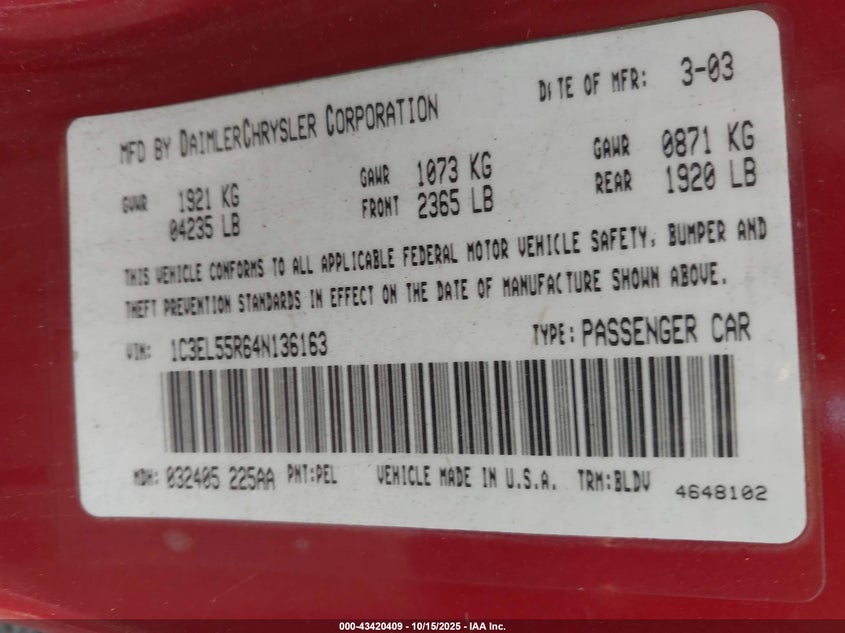 MFD BY DAIMLERCHRYSLER CORPORATION DATE OF MFR: 3-03
GVWR 1921 KG GAWR 1073 KG GAWR 0871 KG
04235 LB FRONT 2365 LB REAR 1920 LB
THIS VEHICLE CONFORMS TO ALL APPLICABLE FEDERAL MOTOR VEHICLE SAFETY, BUMPER AND
THEFT PREVENTION STANDARDS IN EFFECT ON THE DATE OF MANUFACTURE SHOWN ABOVE.
VIN: 1C3EL55R64N136163 TYPE: PASSENGER CAR
MDH: 032405 225AA PNT:PEL VEHICLE MADE IN U.S.A. TRM:BLDV 4648102
000-43420409 - 10/15/2025 - IAA Inc.